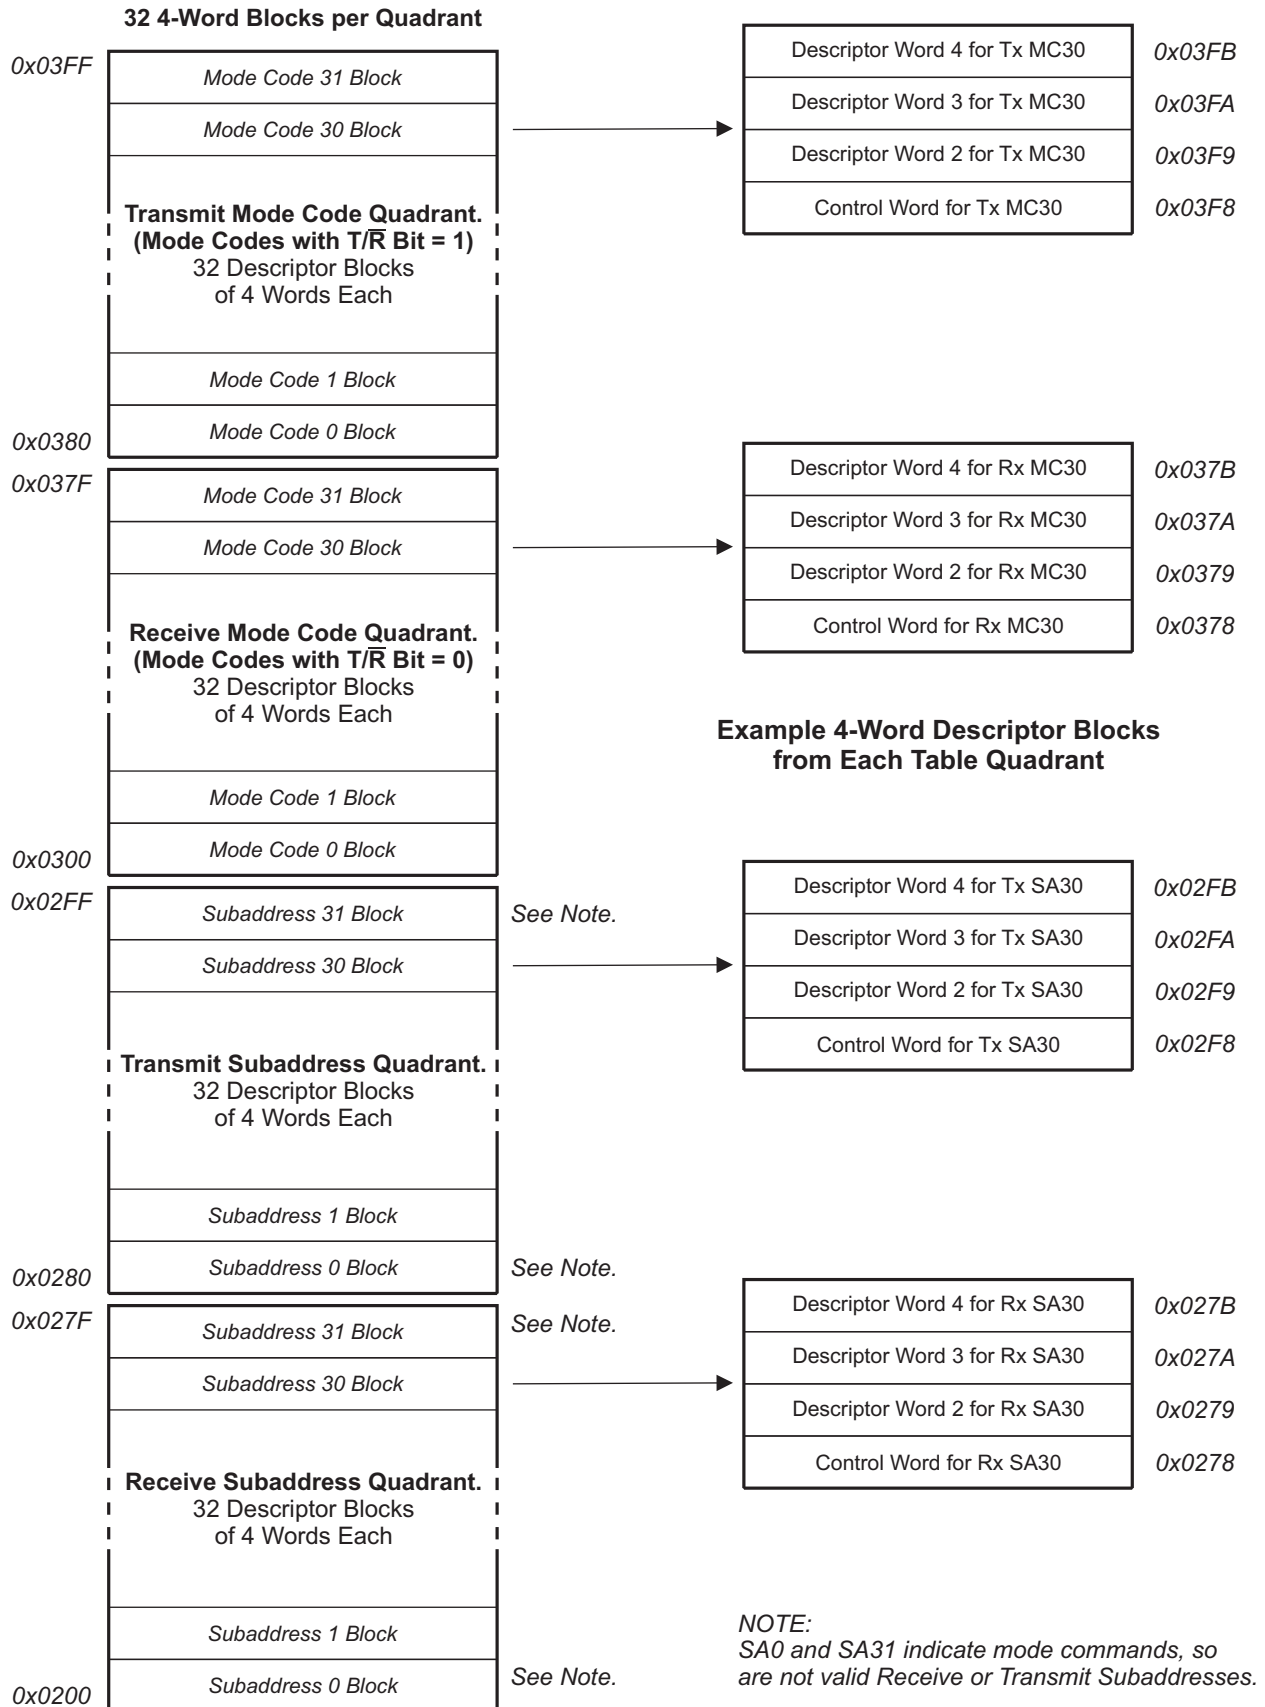 32 4-Word Blocks per Quadrant
0x03FF
Mode Code 31 Block
Mode Code 30 Block
Transmit Mode Code Quadrant.
(Mode Codes with T/R̅ Bit = 1)
32 Descriptor Blocks
of 4 Words Each
Mode Code 1 Block
Mode Code 0 Block
0x0380
Descriptor Word 4 for Tx MC30 0x03FB
Descriptor Word 3 for Tx MC30 0x03FA
Descriptor Word 2 for Tx MC30 0x03F9
Control Word for Tx MC30 0x03F8
0x037F
Mode Code 31 Block
Mode Code 30 Block
Receive Mode Code Quadrant.
(Mode Codes with T/R̅ Bit = 0)
32 Descriptor Blocks
of 4 Words Each
Mode Code 1 Block
Mode Code 0 Block
0x0300
Descriptor Word 4 for Rx MC30 0x037B
Descriptor Word 3 for Rx MC30 0x037A
Descriptor Word 2 for Rx MC30 0x0379
Control Word for Rx MC30 0x0378
Example 4-Word Descriptor Blocks
from Each Table Quadrant
0x02FF
Subaddress 31 Block See Note.
Subaddress 30 Block
Transmit Subaddress Quadrant.
32 Descriptor Blocks
of 4 Words Each
Subaddress 1 Block
Subaddress 0 Block See Note.
0x0280
Descriptor Word 4 for Tx SA30 0x02FB
Descriptor Word 3 for Tx SA30 0x02FA
Descriptor Word 2 for Tx SA30 0x02F9
Control Word for Tx SA30 0x02F8
0x027F
Subaddress 31 Block See Note.
Subaddress 30 Block
Receive Subaddress Quadrant.
32 Descriptor Blocks
of 4 Words Each
Subaddress 1 Block
Subaddress 0 Block See Note.
0x0200
Descriptor Word 4 for Rx SA30 0x027B
Descriptor Word 3 for Rx SA30 0x027A
Descriptor Word 2 for Rx SA30 0x0279
Control Word for Rx SA30 0x0278
NOTE:
SA0 and SA31 indicate mode commands, so
are not valid Receive or Transmit Subaddresses.